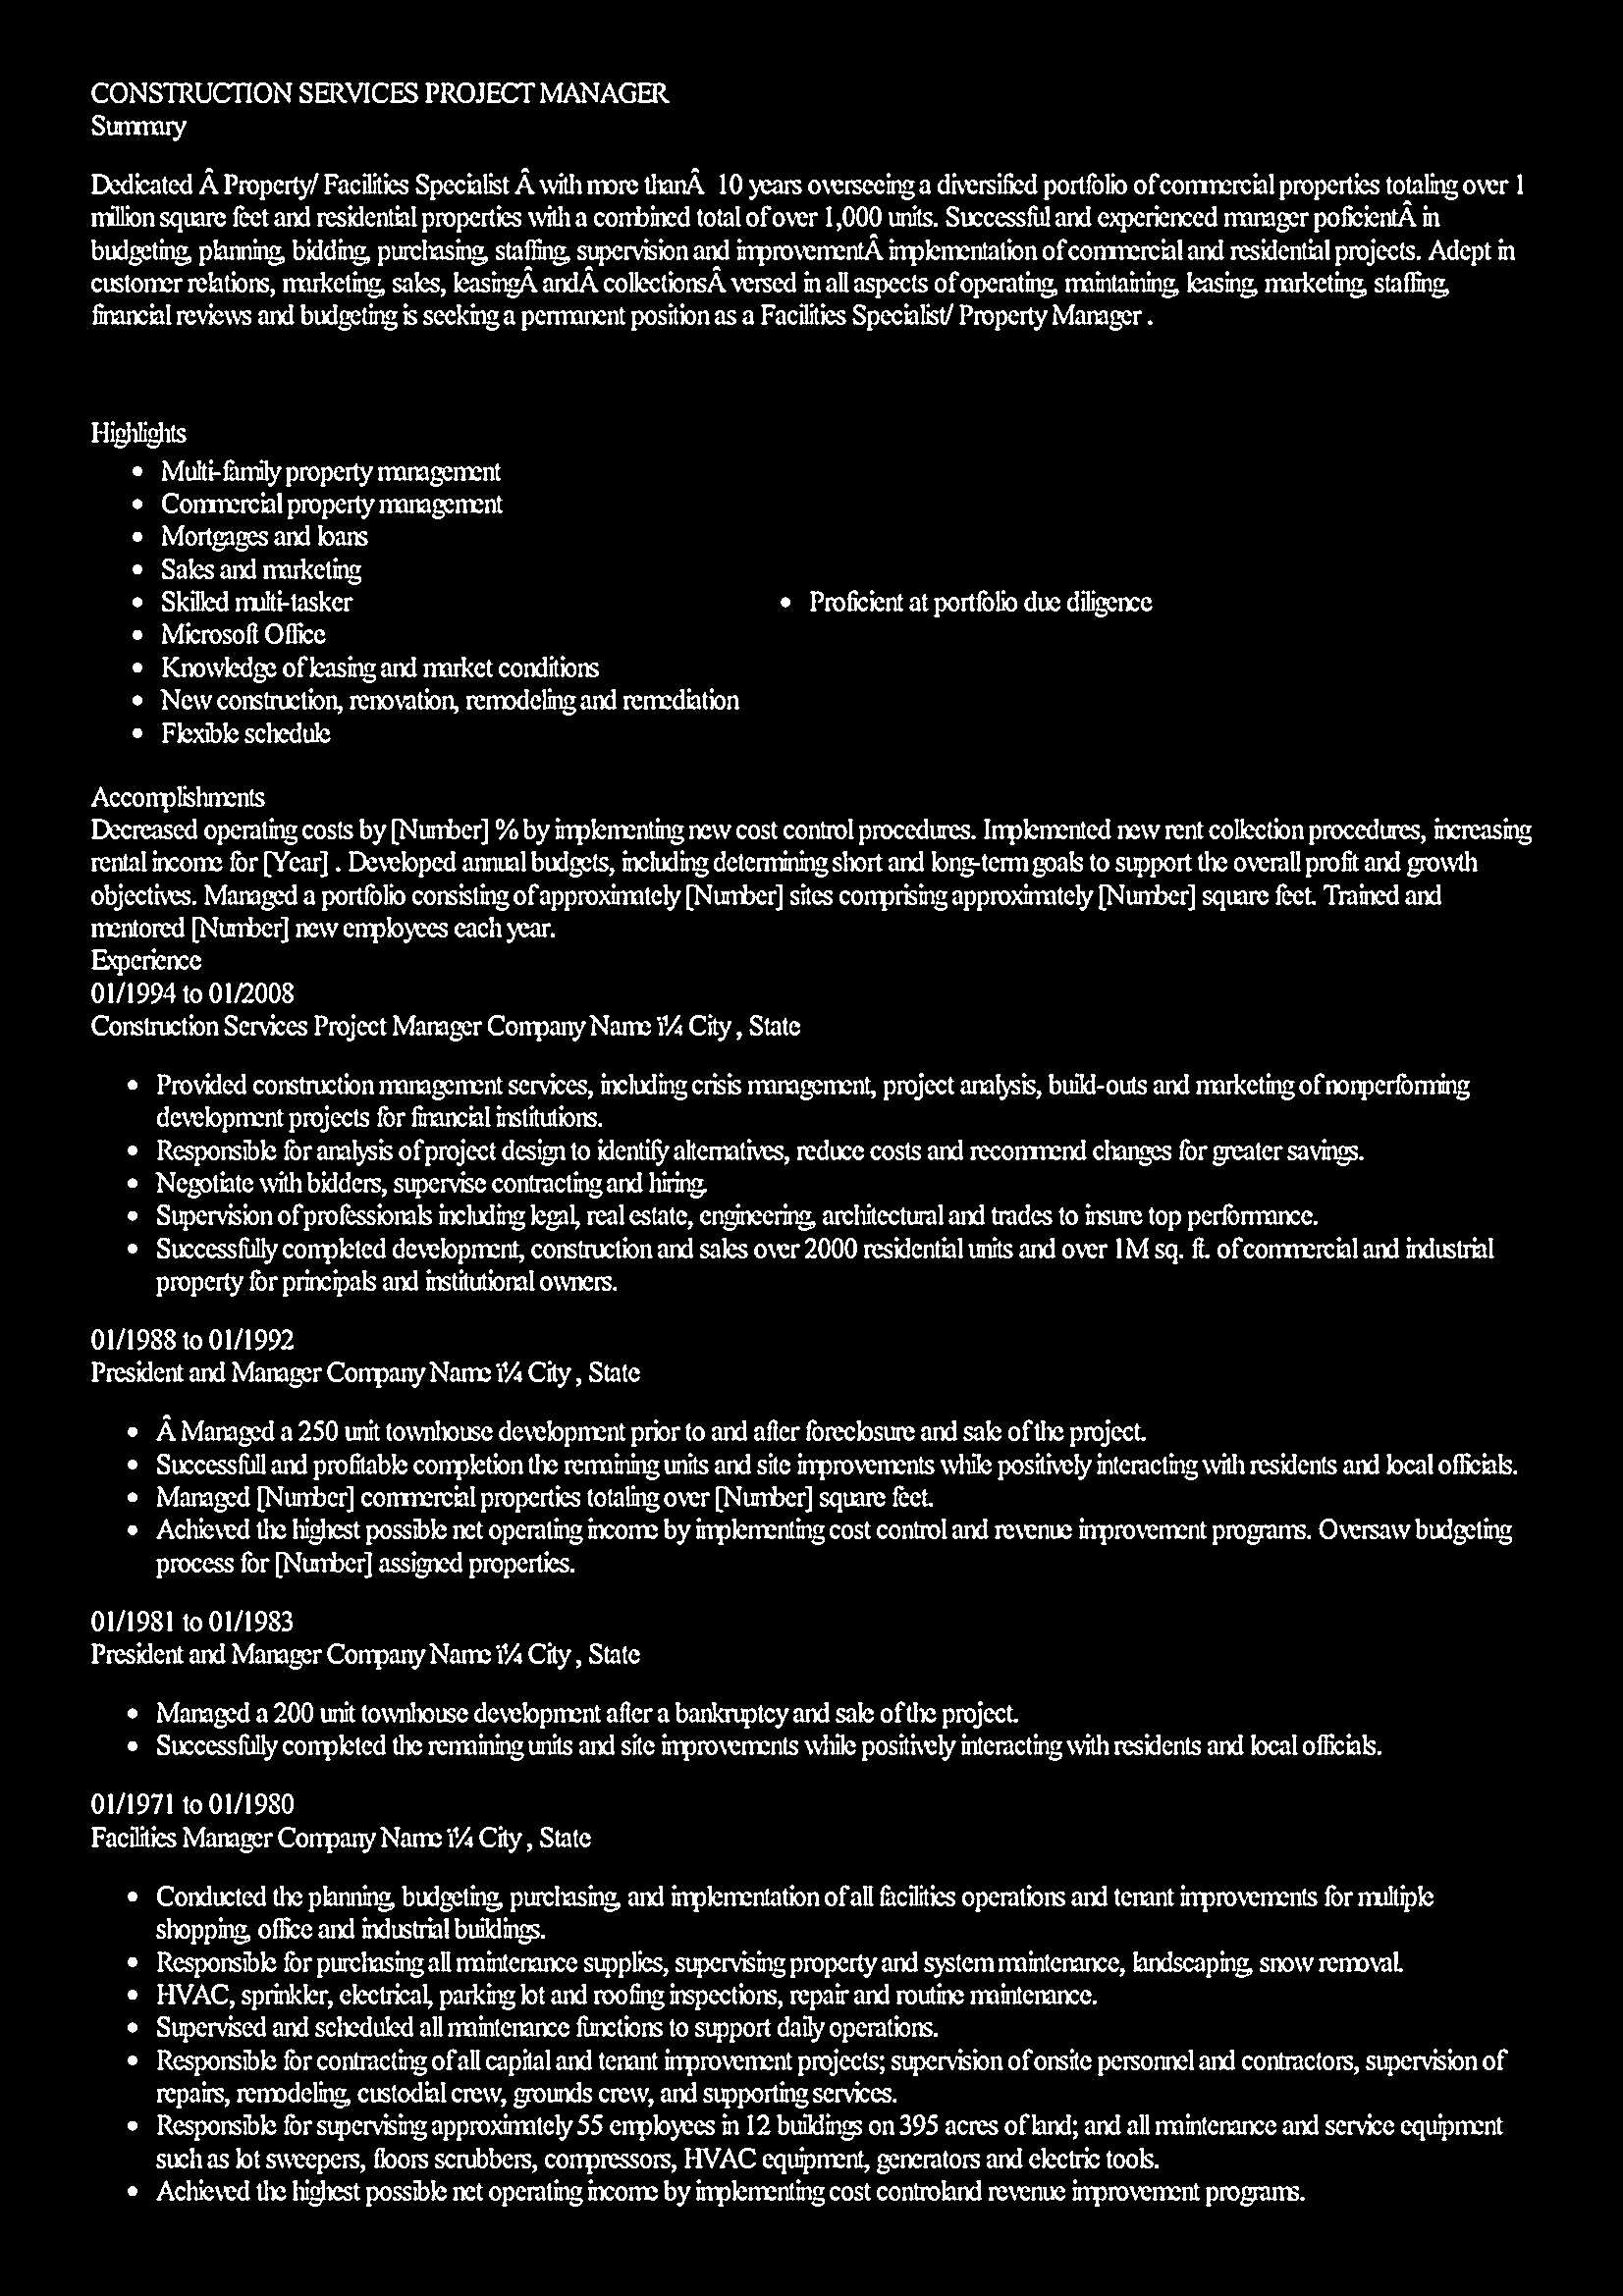 CONSTRUCTION SERVICES PROJECT MANAGER
Summary
Dedicated Â Property/ Facilities Specialist Â with more thanÂ  10 years overseeing a diversified portfolio of commercial properties totaling over 1
million square feet and residential properties with a combined total of over 1,000 units. Successful and experienced manager poficientÂ in
budgeting, planning, bidding, purchasing, staffing, supervision and improvementÂ implementation of commercial and residential projects. Adept in
customer relations, marketing, sales, leasingÂ andÂ collectionsÂ versed in all aspects of operating, maintaining, leasing, marketing, staffing,
financial reviews and budgeting is seeking a permanent position as a Facilities Specialist/ Property Manager .
Highlights
• Multi-family property management
• Commercial property management
• Mortgages and loans
• Sales and marketing
• Skilled multi-tasker
• Microsoft Office
• Knowledge of leasing and market conditions
• New construction, renovation, remodeling and remediation
• Flexible schedule
• Proficient at portfolio due diligence
Accomplishments
Decreased operating costs by [Number] % by implementing new cost control procedures. Implemented new rent collection procedures, increasing
rental income for [Year] . Developed annual budgets, including determining short and long-term goals to support the overall profit and growth
objectives. Managed a portfolio consisting of approximately [Number] sites comprising approximately [Number] square feet. Trained and
mentored [Number] new employees each year.
Experience
01/1994 to 01/2008
Construction Services Project Manager Company Name ï¼ City , State
• Provided construction management services, including crisis management, project analysis, build-outs and marketing of nonperforming
development projects for financial institutions.
• Responsible for analysis of project design to identify alternatives, reduce costs and recommend changes for greater savings.
• Negotiate with bidders, supervise contracting and hiring.
• Supervision of professionals including legal, real estate, engineering, architectural and trades to insure top performance.
• Successfully completed development, construction and sales over 2000 residential units and over 1M sq. ft. of commercial and industrial
property for principals and institutional owners.
01/1988 to 01/1992
President and Manager Company Name ï¼ City , State
• Â Managed a 250 unit townhouse development prior to and after foreclosure and sale of the project.
• Successfull and profitable completion the remaining units and site improvements while positively interacting with residents and local officials.
• Managed [Number] commercial properties totaling over [Number] square feet.
• Achieved the highest possible net operating income by implementing cost control and revenue improvement programs. Oversaw budgeting
process for [Number] assigned properties.
01/1981 to 01/1983
President and Manager Company Name ï¼ City , State
• Managed a 200 unit townhouse development after a bankruptcy and sale of the project.
• Successfully completed the remaining units and site improvements while positively interacting with residents and local officials.
01/1971 to 01/1980
Facilities Manager Company Name ï¼ City , State
• Conducted the planning, budgeting, purchasing, and implementation of all facilities operations and tenant improvements for multiple
shopping, office and industrial buildings.
• Responsible for purchasing all maintenance supplies, supervising property and system maintenance, landscaping, snow removal.
• HVAC, sprinkler, electrical, parking lot and roofing inspections, repair and routine maintenance.
• Supervised and scheduled all maintenance functions to support daily operations.
• Responsible for contracting of all capital and tenant improvement projects; supervision of onsite personnel and contractors, supervision of
repairs, remodeling, custodial crew, grounds crew, and supporting services.
• Responsible for supervising approximately 55 employees in 12 buildings on 395 acres of land; and all maintenance and service equipment
such as lot sweepers, floors scrubbers, compressors, HVAC equipment, generators and electric tools.
• Achieved the highest possible net operating income by implementing cost controland revenue improvement programs.